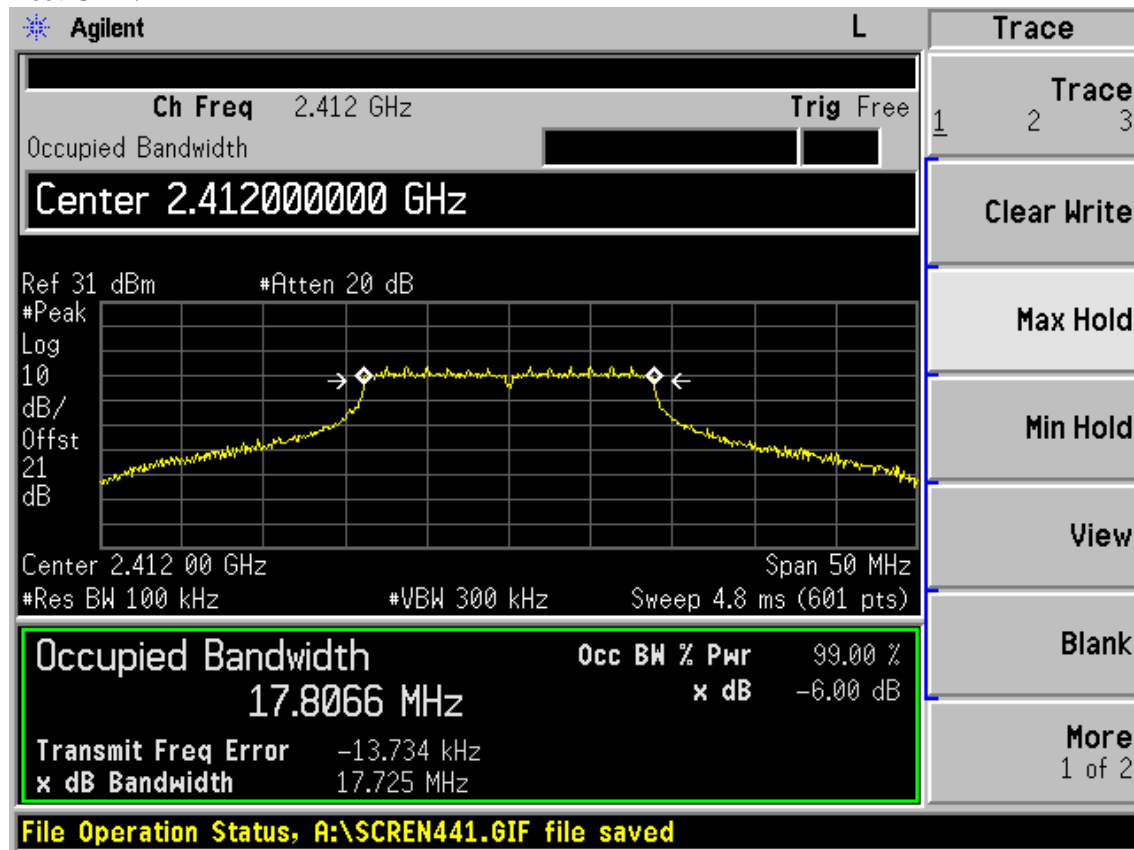 Agilent L
Ch Freq 2.412 GHz Trig Free
Occupied Bandwidth
Center 2.412000000 GHz
Ref 31 dBm #Atten 20 dB
#Peak
Log
10
dB/
Offst
21
dB
Center 2.412 00 GHz Span 50 MHz
#Res BW 100 kHz #VBW 300 kHz Sweep 4.8 ms (601 pts)
Occupied Bandwidth Occ BW % Pwr 99.00 %
17.8066 MHz x dB -6.00 dB
Transmit Freq Error -13.734 kHz
x dB Bandwidth 17.725 MHz
File Operation Status, A:\SCREN441.GIF file saved
Trace
Trace
1 2 3
Clear Write
Max Hold
Min Hold
View
Blank
More
1 of 2